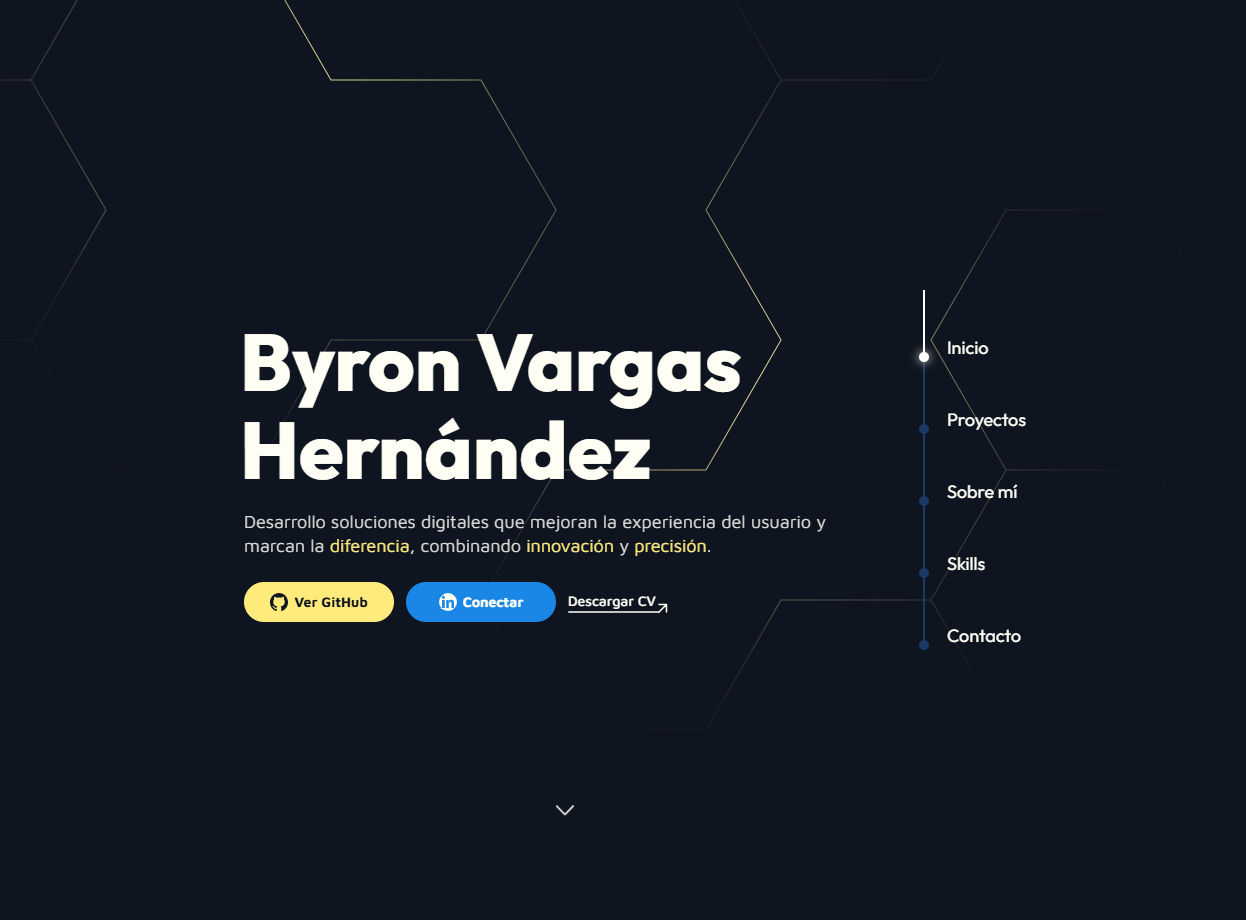 Byron Vargas
Hernández
Desarrollo soluciones digitales que mejoran la experiencia del usuario y
marcan la diferencia, combinando innovación y precisión.
Ver GitHub
Conectar
Descargar CV
Inicio
Proyectos
Sobre mí
Skills
Contacto